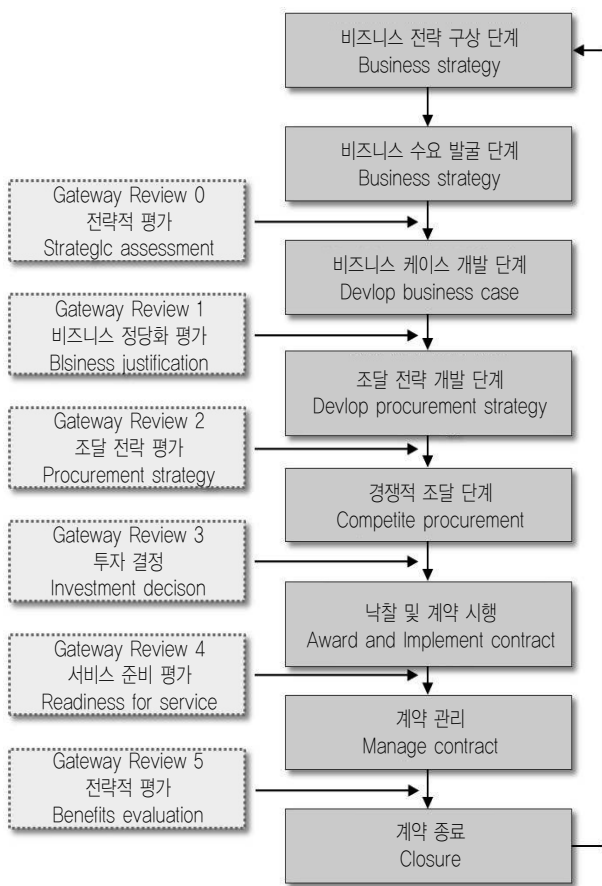 비즈니스 전략 구상 단계
Business strategy
비즈니스 수요 발굴 단계
Business strategy
Gateway Review 0
전략적 평가
Strateglc assessment
비즈니스 케이스 개발 단계
Devlop business case
Gateway Review 1
비즈니스 정당화 평가
Blsiness justification
조달 전략 개발 단계
Devlop procurement strategy
Gateway Review 2
조달 전락 평가
Procurement strategy
경쟁적 조달 단계
Competite procurement
Gateway Review 3
투자 결정
Investment decison
낙찰 및 계약 시행
Award and Implement contract
Gateway Review 4
서비스 준비 평가
Readiness for service
계약 관리
Manage contract
Gateway Review 5
전략적 평가
Benefits evaluation
계약 종료
Closure